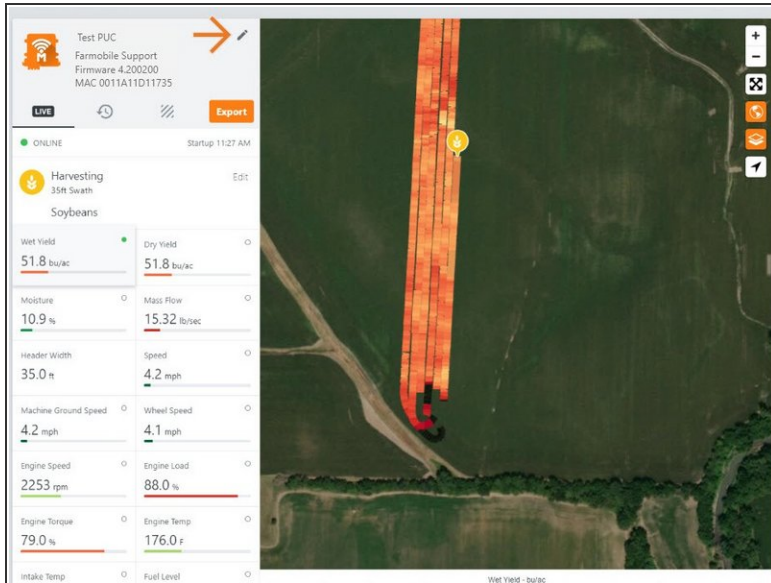 Test PUC
Farmobile Support
Firmware 4.200200
MAC 0011A11D11735
LIVE
Export
ONLINE
Startup 11:27 AM
Harvesting
Edit
35ft Swath
Soybeans
Wet Yield
51.8 bu/ac
Dry Yield
51.8 bu/ac
Moisture
10.9 %
Mass Flow
15.32 lb/sec
Header Width
35.0 ft
Speed
4.2 mph
Machine Ground Speed
4.2 mph
Wheel Speed
4.1 mph
Engine Speed
2253 rpm
Engine Load
88.0 %
Engine Torque
79.0 %
Engine Temp
176.0 F
Intake Temp
Fuel Level
Wet Yield - bu/ac
+
−
M